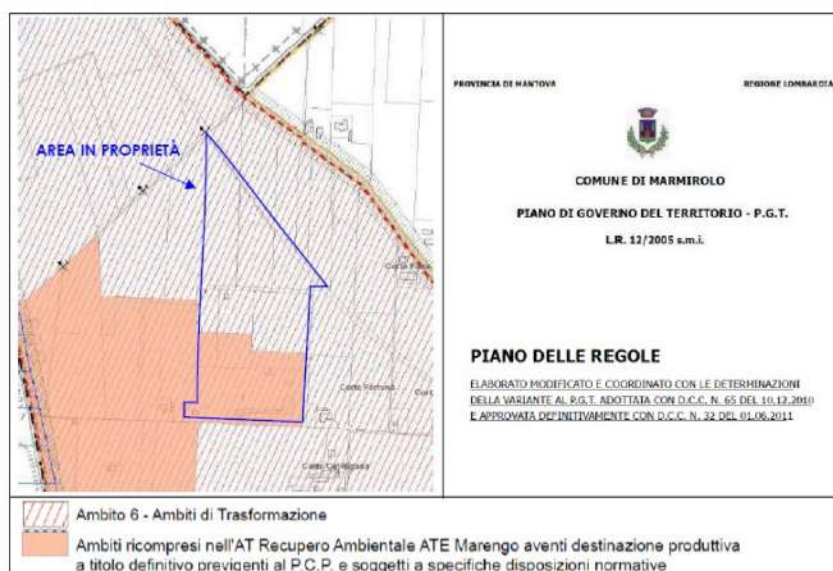 AREA IN PROPRIETÀ
Corte Fortuna
PROVINCIA DI MANTOVA
REGIONE LOMBARDIA
COMUNE DI MARMIROLO
PIANO DI GOVERNO DEL TERRITORIO - P.G.T.
L.R. 12/2005 s.m.i.
PIANO DELLE REGOLE
ELABORATO MODIFICATO E COORDINATO CON LE DETERMINAZIONI
DELLA VARIANTE AL P.G.T. ADOTTATA CON D.C.C. N. 65 DEL 10.12.2010
E APPROVATA DEFINITIVAMENTE CON D.C.C. N. 32 DEL 01.06.2011
Ambito 6 - Ambiti di Trasformazione
Ambiti ricompresi nell'AT Recupero Ambientale ATE Marengo aventi destinazione produttiva
a titolo definitivo previgenti al P.C.P. e soggetti a specifiche disposizioni normative